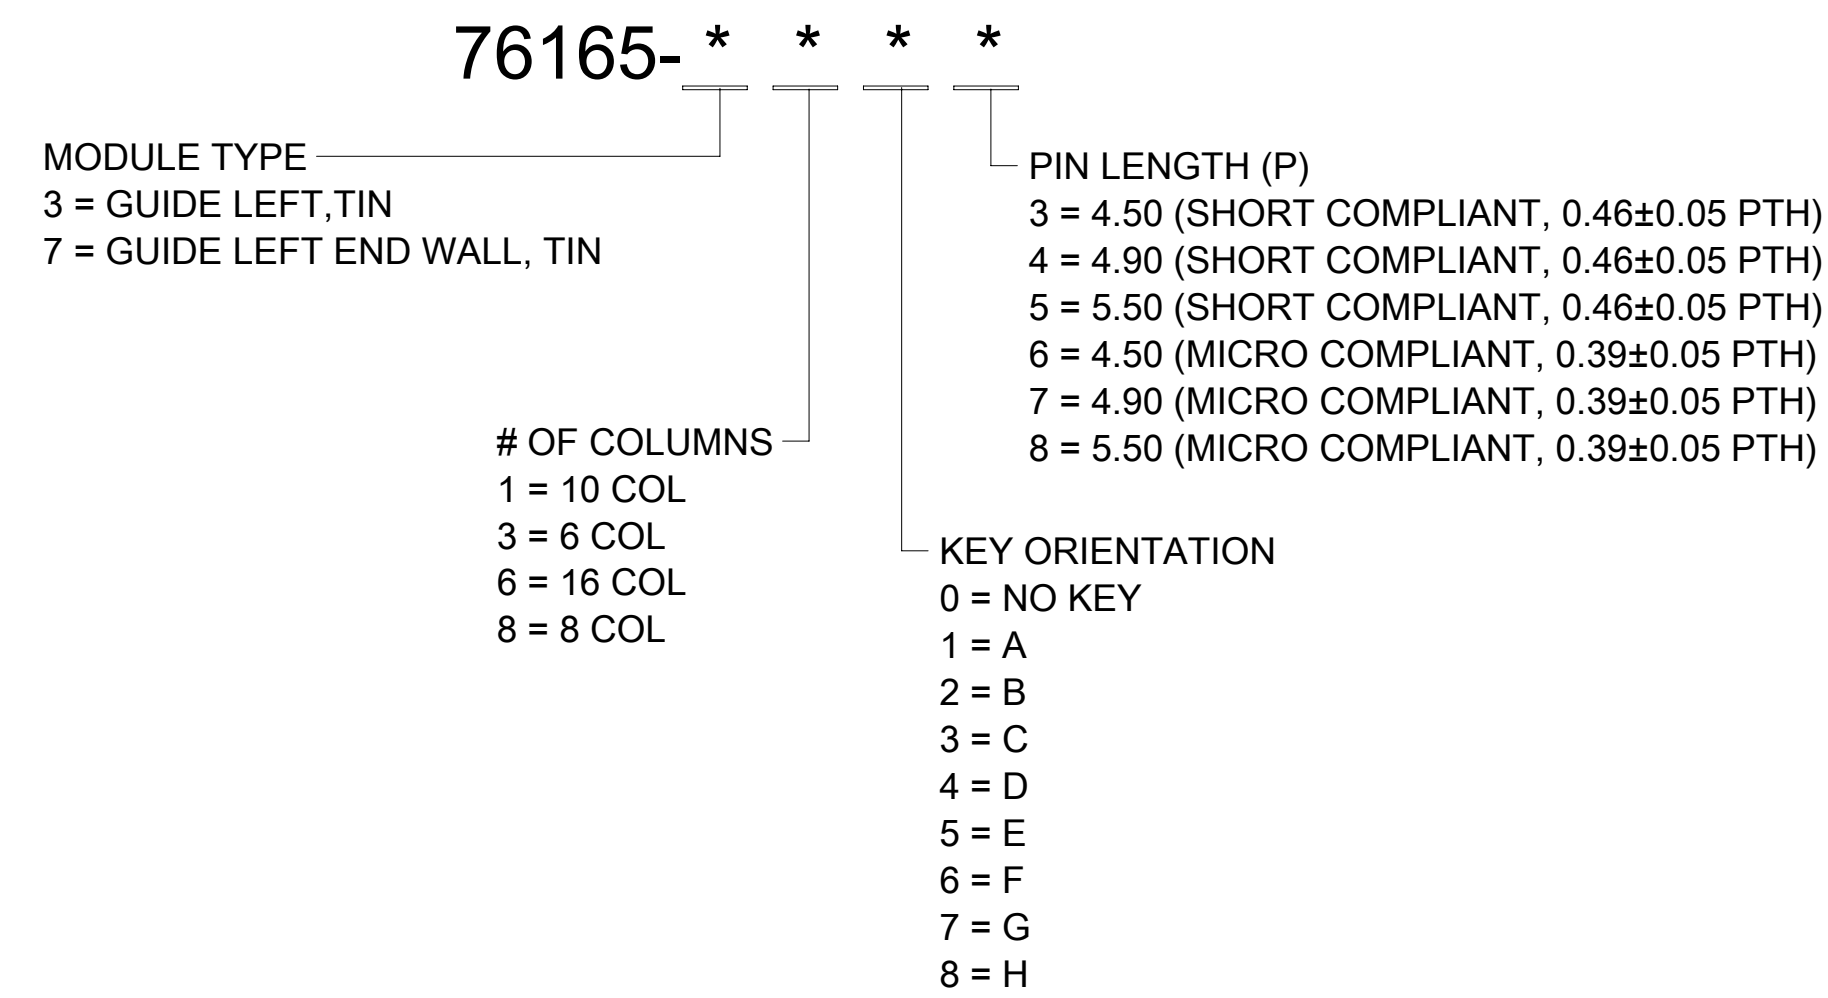 76165-* * * *
MODULE TYPE
3 = GUIDE LEFT,TIN
7 = GUIDE LEFT END WALL, TIN
PIN LENGTH (P)
3 = 4.50 (SHORT COMPLIANT, 0.46±0.05 PTH)
4 = 4.90 (SHORT COMPLIANT, 0.46±0.05 PTH)
5 = 5.50 (SHORT COMPLIANT, 0.46±0.05 PTH)
6 = 4.50 (MICRO COMPLIANT, 0.39±0.05 PTH)
7 = 4.90 (MICRO COMPLIANT, 0.39±0.05 PTH)
8 = 5.50 (MICRO COMPLIANT, 0.39±0.05 PTH)
# OF COLUMNS
1 = 10 COL
3 = 6 COL
6 = 16 COL
8 = 8 COL
KEY ORIENTATION
0 = NO KEY
1 = A
2 = B
3 = C
4 = D
5 = E
6 = F
7 = G
8 = H